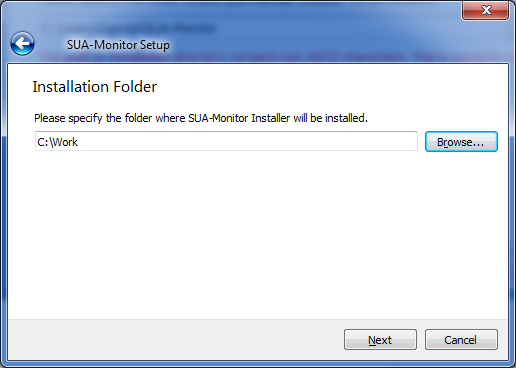 SUA-Monitor Setup
Installation Folder
Please specify the folder where SUA-Monitor Installer will be installed.
C:\Work
Browse...
Next
Cancel